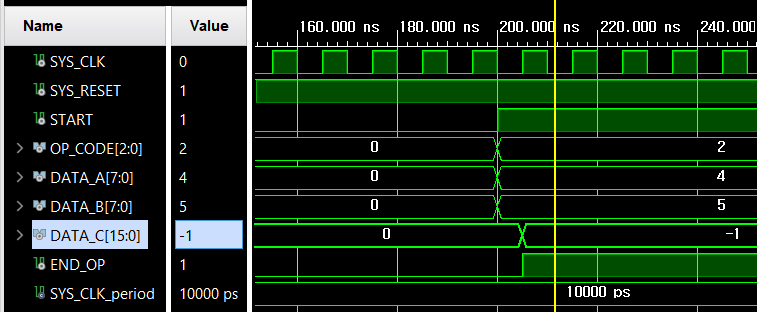 Name Value 160.000 ns 180.000 ns 200.000 ns 220.000 ns 240.000
SYS_CLK 0
SYS_RESET 1
START 1
OP_CODE[2:0] 2 0 2
DATA_A[7:0] 4 0 4
DATA_B[7:0] 5 0 5
DATA_C[15:0] -1 0 -1
END_OP 1
SYS_CLK_period 10000 ps 10000 ps